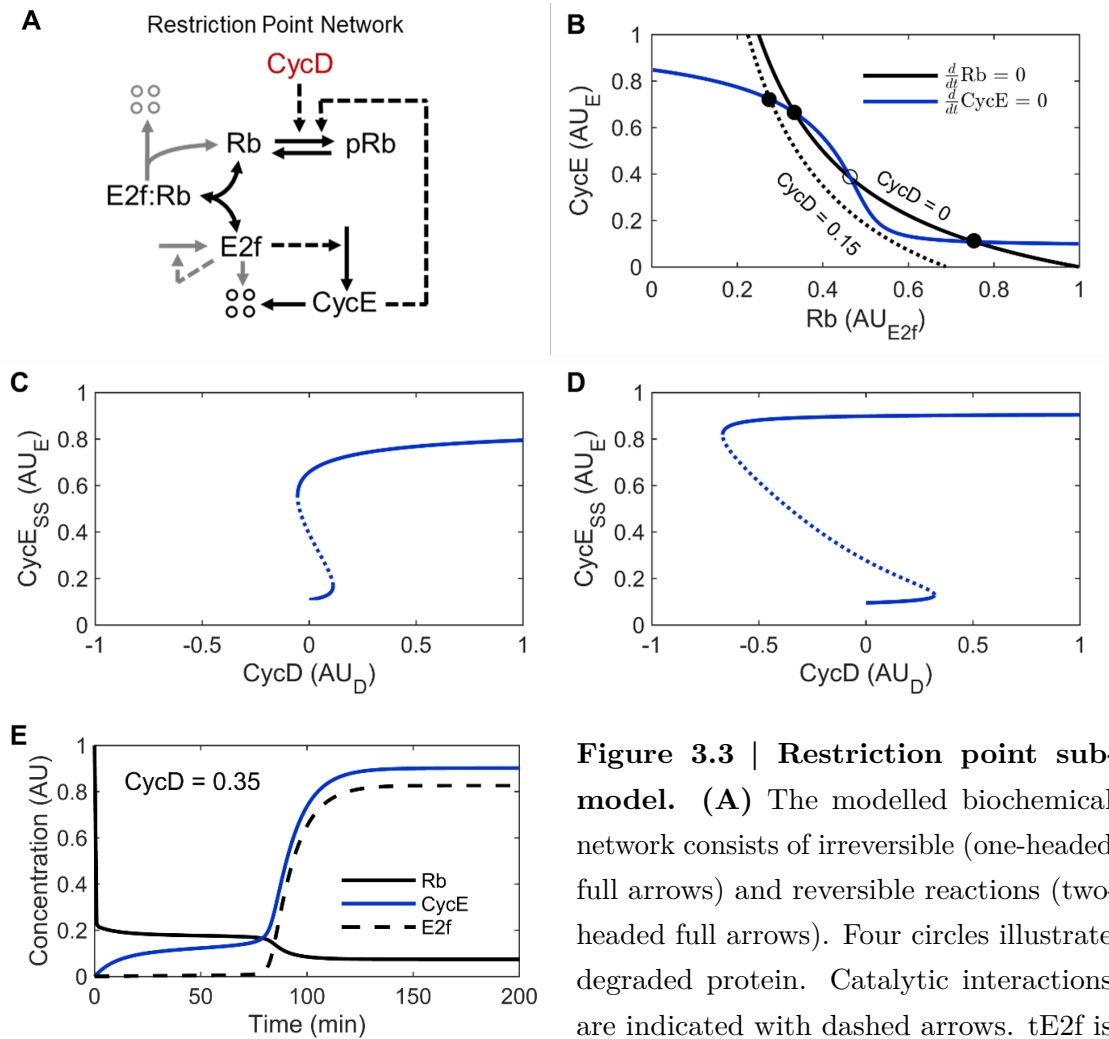 A
Restriction Point Network
CycD
Rb
pRb
E2f:Rb
E2f
CycE
B
1
0.8
0.6
0.4
0.2
0
CycE (AU_E)
d/dt Rb = 0
d/dt CycE = 0
CycD = 0
CycD = 0.15
0 0.2 0.4 0.6 0.8 1
Rb (AU_E2f)
C
1
0.8
0.6
0.4
0.2
0
CycE_SS (AU_E)
-1 -0.5 0 0.5 1
CycD (AU_D)
D
1
0.8
0.6
0.4
0.2
0
CycE_SS (AU_E)
-1 -0.5 0 0.5 1
CycD (AU_D)
E
1
0.8
0.6
0.4
0.2
0
Concentration (AU)
CycD = 0.35
Rb
CycE
E2f
0 50 100 150 200
Time (min)
Figure 3.3 | Restriction point sub-
model. (A) The modelled biochemical
network consists of irreversible (one-headed
full arrows) and reversible reactions (two-
headed full arrows). Four circles illustrate
degraded protein. Catalytic interactions
are indicated with dashed arrows. tE2f is